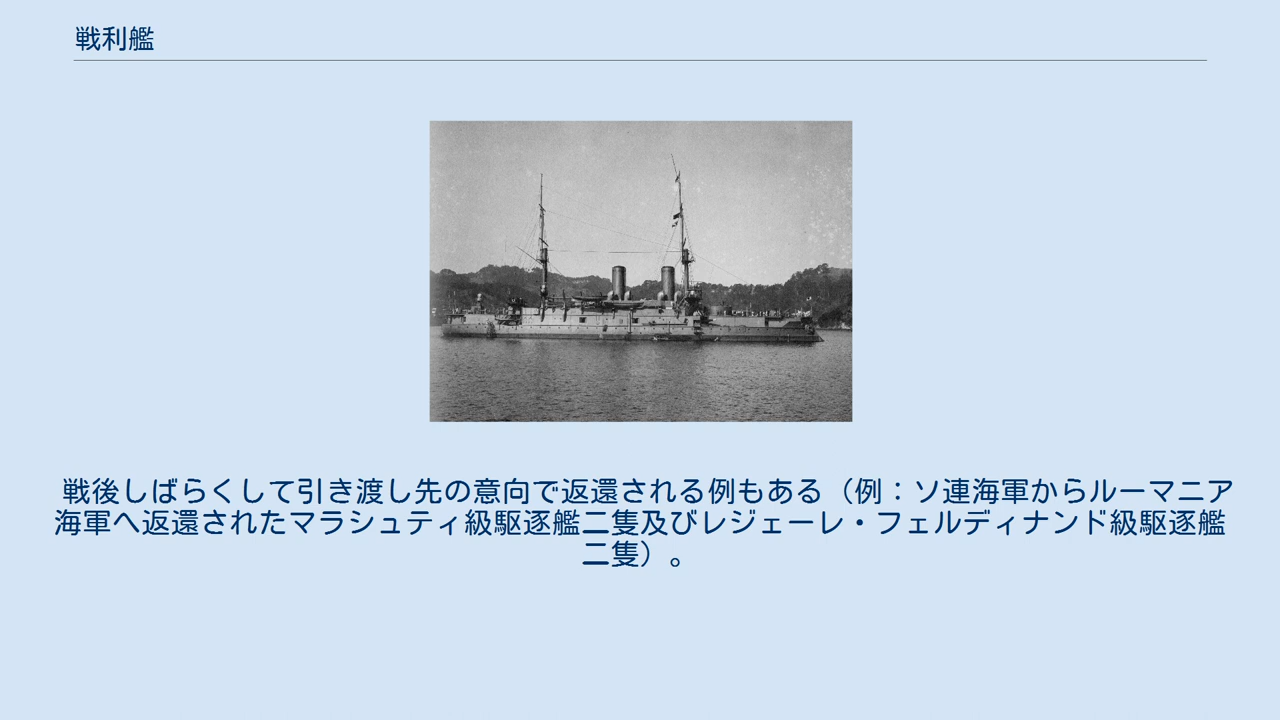 戦利艦
戦後しばらくして引き渡し先の意向で返還される例もある（例：ソ連海軍からルーマニア
海軍へ返還されたマラシュティ級駆逐艦二隻及びレジェーレ・フェルディナンド級駆逐艦
二隻）。